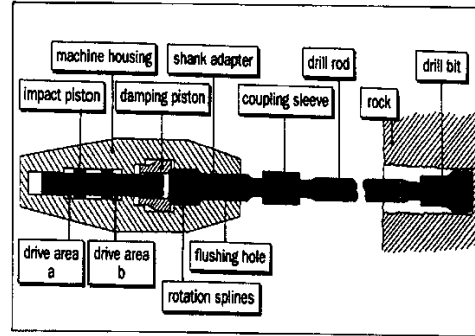 machine housing
shank adapter
drill rod
drill bit
impact piston
damping piston
coupling sleeve
rock
drive area
a
drive area
b
flushing hole
rotation splines